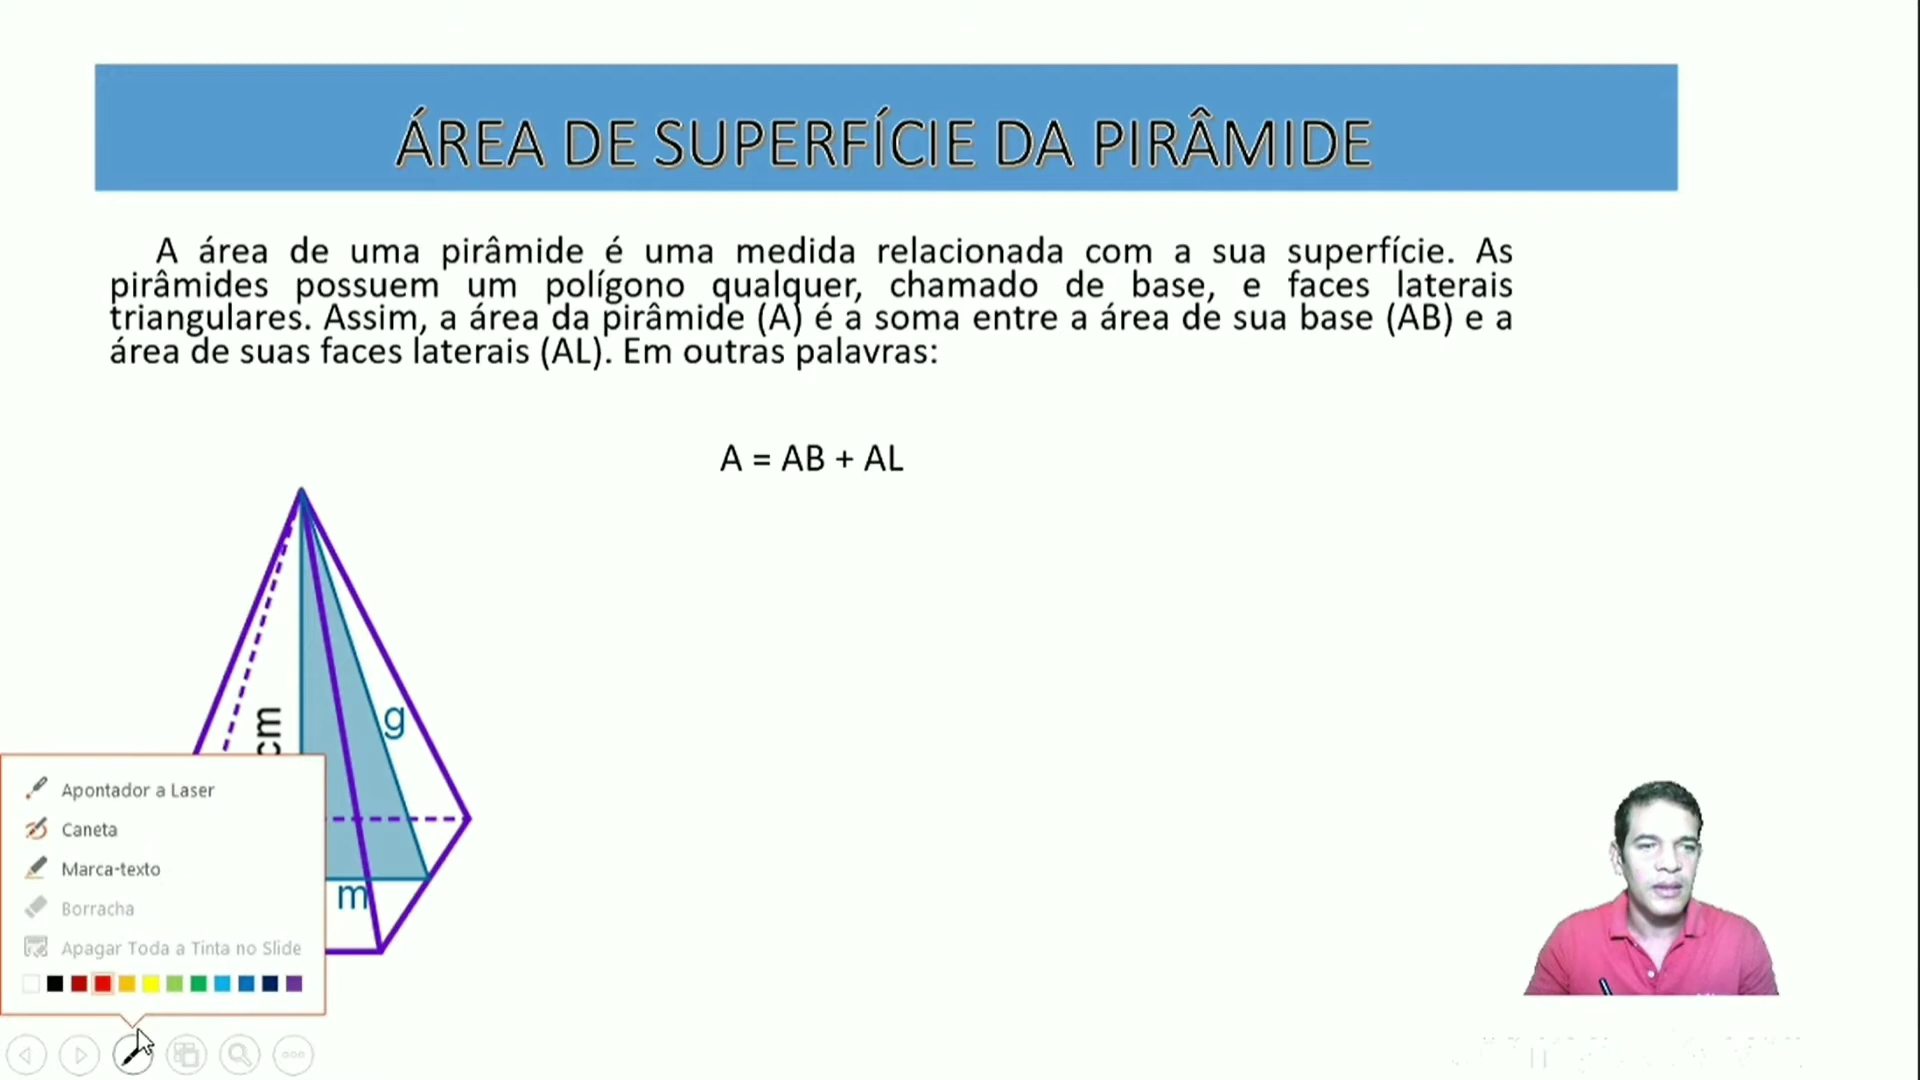 ÁREA DE SUPERFÍCIE DA PIRÂMIDE
A área de uma pirâmide é uma medida relacionada com a sua superfície. As
pirâmides possuem um polígono qualquer, chamado de base, e faces laterais
triangulares. Assim, a área da pirâmide (A) é a soma entre a área de sua base (AB) e a
área de suas faces laterais (AL). Em outras palavras:
A = AB + AL
cm
g
m
Apontador a Laser
Caneta
Marca-texto
Borracha
Apagar Toda a Tinta no Slide